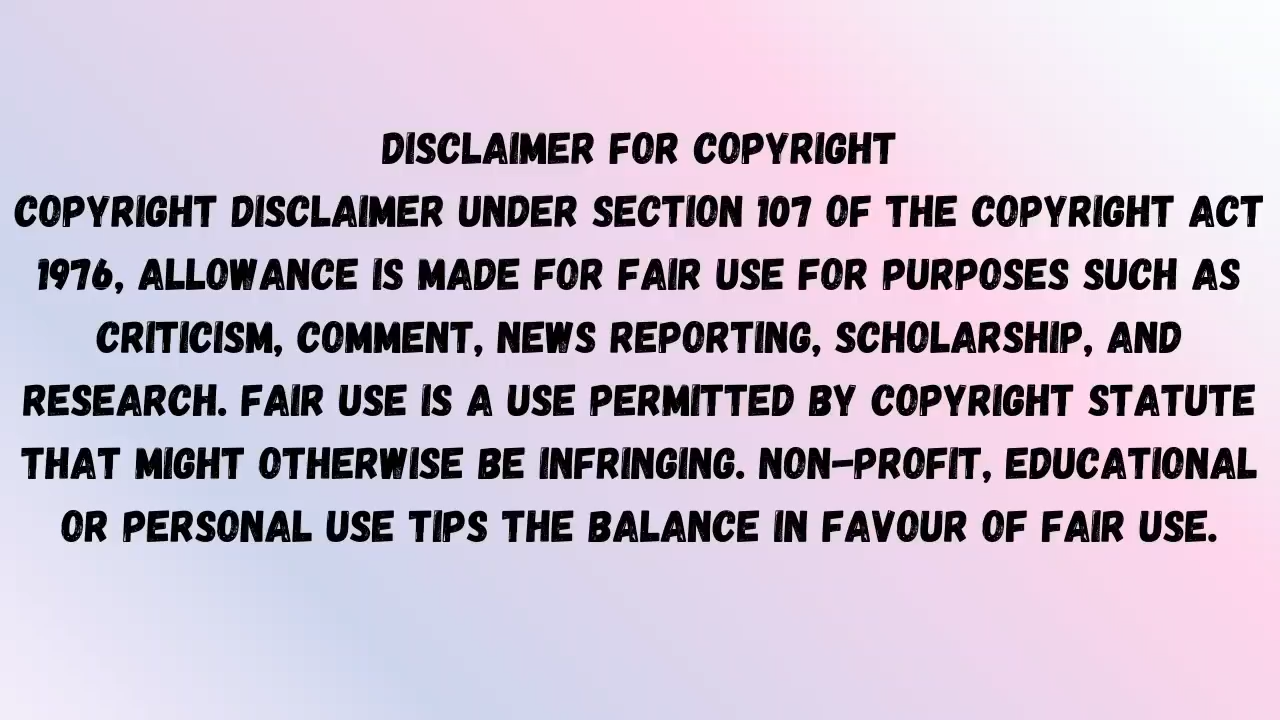 DISCLAIMER FOR COPYRIGHT
COPYRIGHT DISCLAIMER UNDER SECTION 107 OF THE COPYRIGHT ACT
1976, ALLOWANCE IS MADE FOR FAIR USE FOR PURPOSES SUCH AS
CRITICISM, COMMENT, NEWS REPORTING, SCHOLARSHIP, AND
RESEARCH. FAIR USE IS A USE PERMITTED BY COPYRIGHT STATUTE
THAT MIGHT OTHERWISE BE INFRINGING. NON-PROFIT, EDUCATIONAL
OR PERSONAL USE TIPS THE BALANCE IN FAVOUR OF FAIR USE.